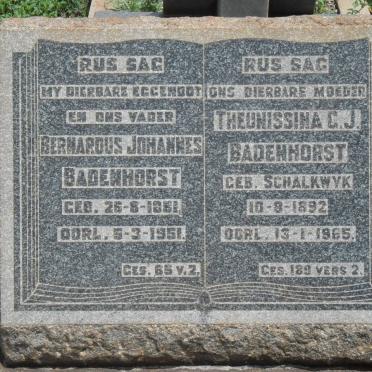 RUS SAG
MY DIERBARE EGGENOOT
EN ONS VADER
BERNARDUS JOHANNES
BADENHORST
GEB. 26-8-1881
OORL. 5-3-1951
GES. 65 V. 2.
RUS SAG
ONS DIERBARE MOEDER
THEUNISSINA C. J.
BADENHORST
GEB. SCHALKWYK
10-8-1892
OORL. 13-1-1965.
GES. 189 VERS 2.